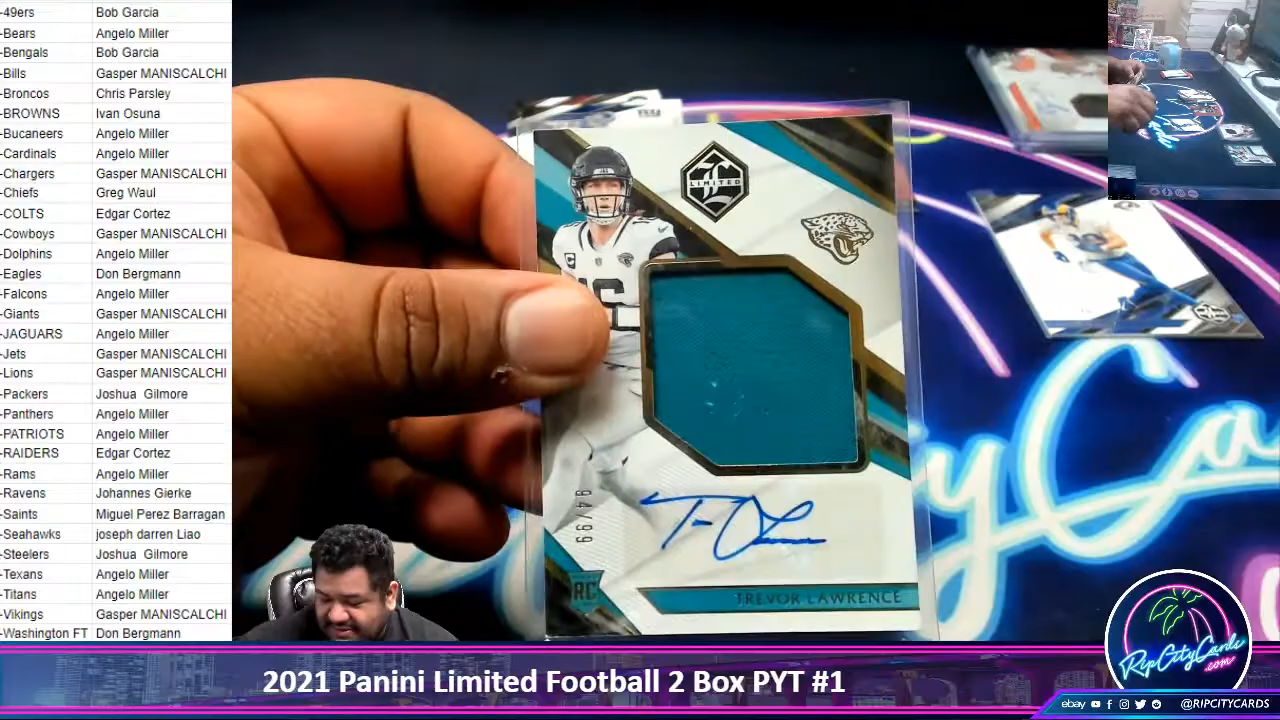 -49ers Bob Garcia
-Bears Angelo Miller
-Bengals Bob Garcia
-Bills Gasper MANISCALCHI
-Broncos Chris Parsley
-BROWNS Ivan Osuna
-Bucaneers Angelo Miller
-Cardinals Angelo Miller
-Chargers Gasper MANISCALCHI
-Chiefs Greg Waul
-COLTS Edgar Cortez
-Cowboys Gasper MANISCALCHI
-Dolphins Angelo Miller
-Eagles Don Bergmann
-Falcons Angelo Miller
-Giants Gasper MANISCALCHI
-JAGUARS Angelo Miller
-Jets Gasper MANISCALCHI
-Lions Gasper MANISCALCHI
-Packers Joshua Gilmore
-Panthers Angelo Miller
-PATRIOTS Angelo Miller
-RAIDERS Edgar Cortez
-Rams Angelo Miller
-Ravens Johannes Gierke
-Saints Miguel Perez Barragan
-Seahawks joseph darren Liao
-Steelers Joshua Gilmore
-Texans Angelo Miller
-Titans Angelo Miller
-Vikings Gasper MANISCALCHI
-Washington FT Don Bergmann
L
LIMITED
16
84/99
RC
TREVOR LAWRENCE
yCa
2021 Panini Limited Football 2 Box PYT #1
RipCityCards
.com
ebay @RIPCITYCARDS